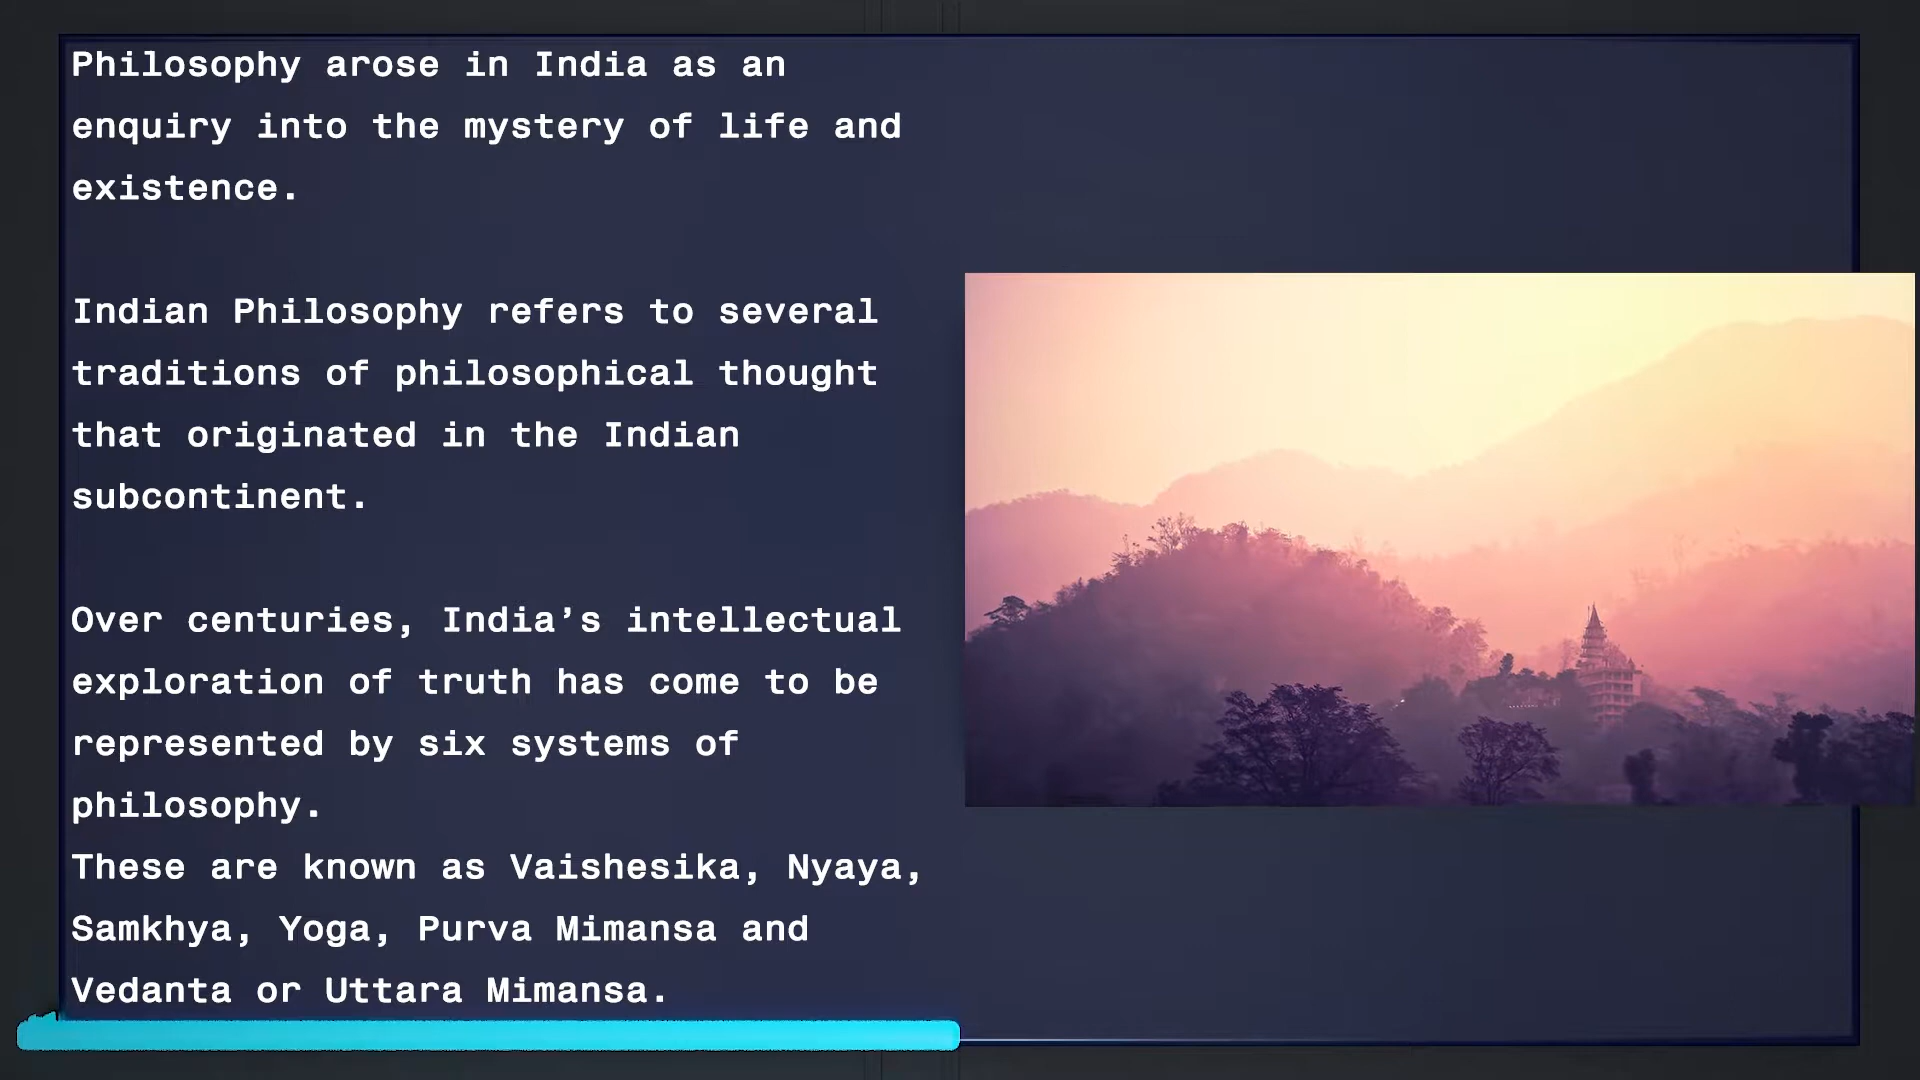 Philosophy arose in India as an
enquiry into the mystery of life and
existence.
Indian Philosophy refers to several
traditions of philosophical thought
that originated in the Indian
subcontinent.
Over centuries, India’s intellectual
exploration of truth has come to be
represented by six systems of
philosophy.
These are known as Vaishesika, Nyaya,
Samkhya, Yoga, Purva Mimansa and
Vedanta or Uttara Mimansa.